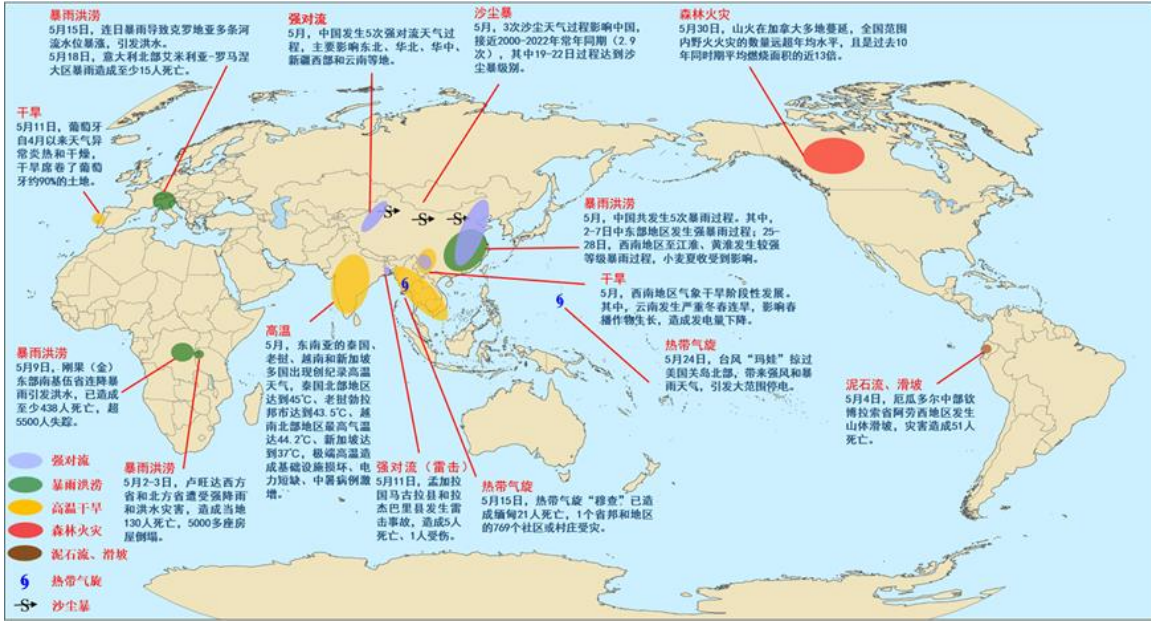 暴雨洪涝
5月15日，连日暴雨导致克罗地亚多条河
流水位暴涨，引发洪水。
5月18日，意大利北部艾米利亚-罗马涅
大区暴雨造成至少15人死亡。
强对流
5月，中国发生5次强对流天气过
程，主要影响东北、华北、华中、
新疆西部和云南等地。
沙尘暴
5月，3次沙尘天气过程影响中国，
接近2000-2022年常年同期（2.9
次），其中19-22日过程达到沙
尘暴级别。
森林火灾
5月30日，山火在加拿大多地蔓延，全国范围
内野火火灾的数量远超年均水平，且是过去10
年同时期平均燃烧面积的近13倍。
干旱
5月11日，葡萄牙
自4月以来天气异
常炎热和干燥，
干旱席卷了葡萄
牙约90%的土地。
暴雨洪涝
5月，中国共发生5次暴雨过程。其中，
2-7日中东部地区发生强暴雨过程；25-
28日，西南地区至江淮、黄淮发生较强
等级暴雨过程，小麦夏收受到影响。
干旱
5月，西南地区气象干旱阶段性发展。
其中，云南发生严重冬春连旱，影响春
播作物生长，造成发电量下降。
热带气旋
5月24日，台风“玛娃”掠过
美国关岛北部，带来强风和暴
雨天气，引发大范围停电。
泥石流、滑坡
5月4日，厄瓜多尔中部钦
博拉索省阿劳西地区发生
山体滑坡，灾害造成51人
死亡。
高温
5月，东南亚的泰国、
老挝、越南和新加坡
多国出现创纪录高温
天气，泰国北部地区
达到45℃、老挝勃拉
邦市达到43.5℃、越
南北部地区最高气温
达44.2℃、新加坡达
到37℃，极端高温造
成基础设施损坏、电
力短缺、中暑病例激
增。
暴雨洪涝
5月9日，刚果（金）
东部南基伍省连降暴
雨引发洪水，已造成
至少438人死亡，超
5500人失踪。
暴雨洪涝
5月2-3日，卢旺达西方
省和北方省遭受强降雨
和洪水灾害，造成当地
130人死亡，5000多座房
屋倒塌。
强对流（雷击）
5月11日，孟加拉
国马古拉县和拉
杰巴里县发生雷
击事故，造成5人
死亡、1人受伤。
热带气旋
5月15日，热带气旋“穆查”已造
成缅甸21人死亡，1个省邦和地区
的769个社区或村庄受灾。
强对流
暴雨洪涝
高温干旱
森林火灾
泥石流、滑坡
热带气旋
S
沙尘暴
S
S
S